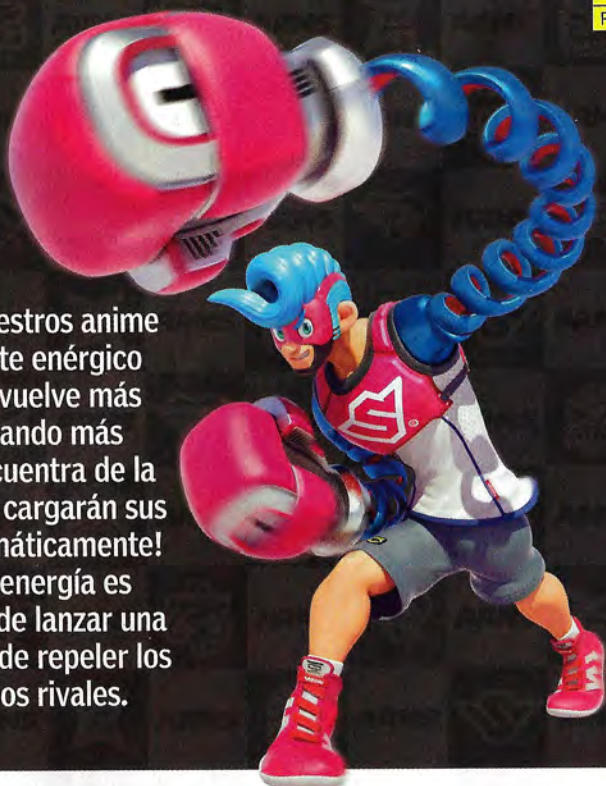 estros anime
te enérgico
vuelve más
ando más
cuentra de la
cargarán sus
náticamente!
energía es
de lanzar una
de repeler los
os rivales.